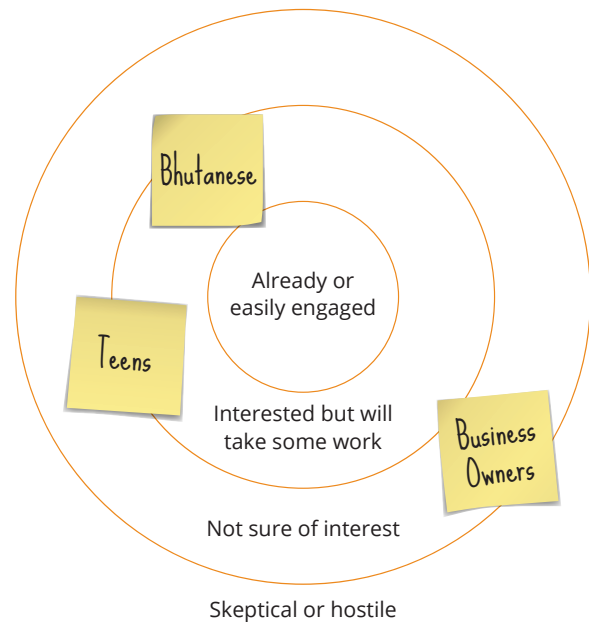 Bhutanese
Already or
easily engaged
Teens
Interested but will
take some work
Business
Owners
Not sure of interest
Skeptical or hostile